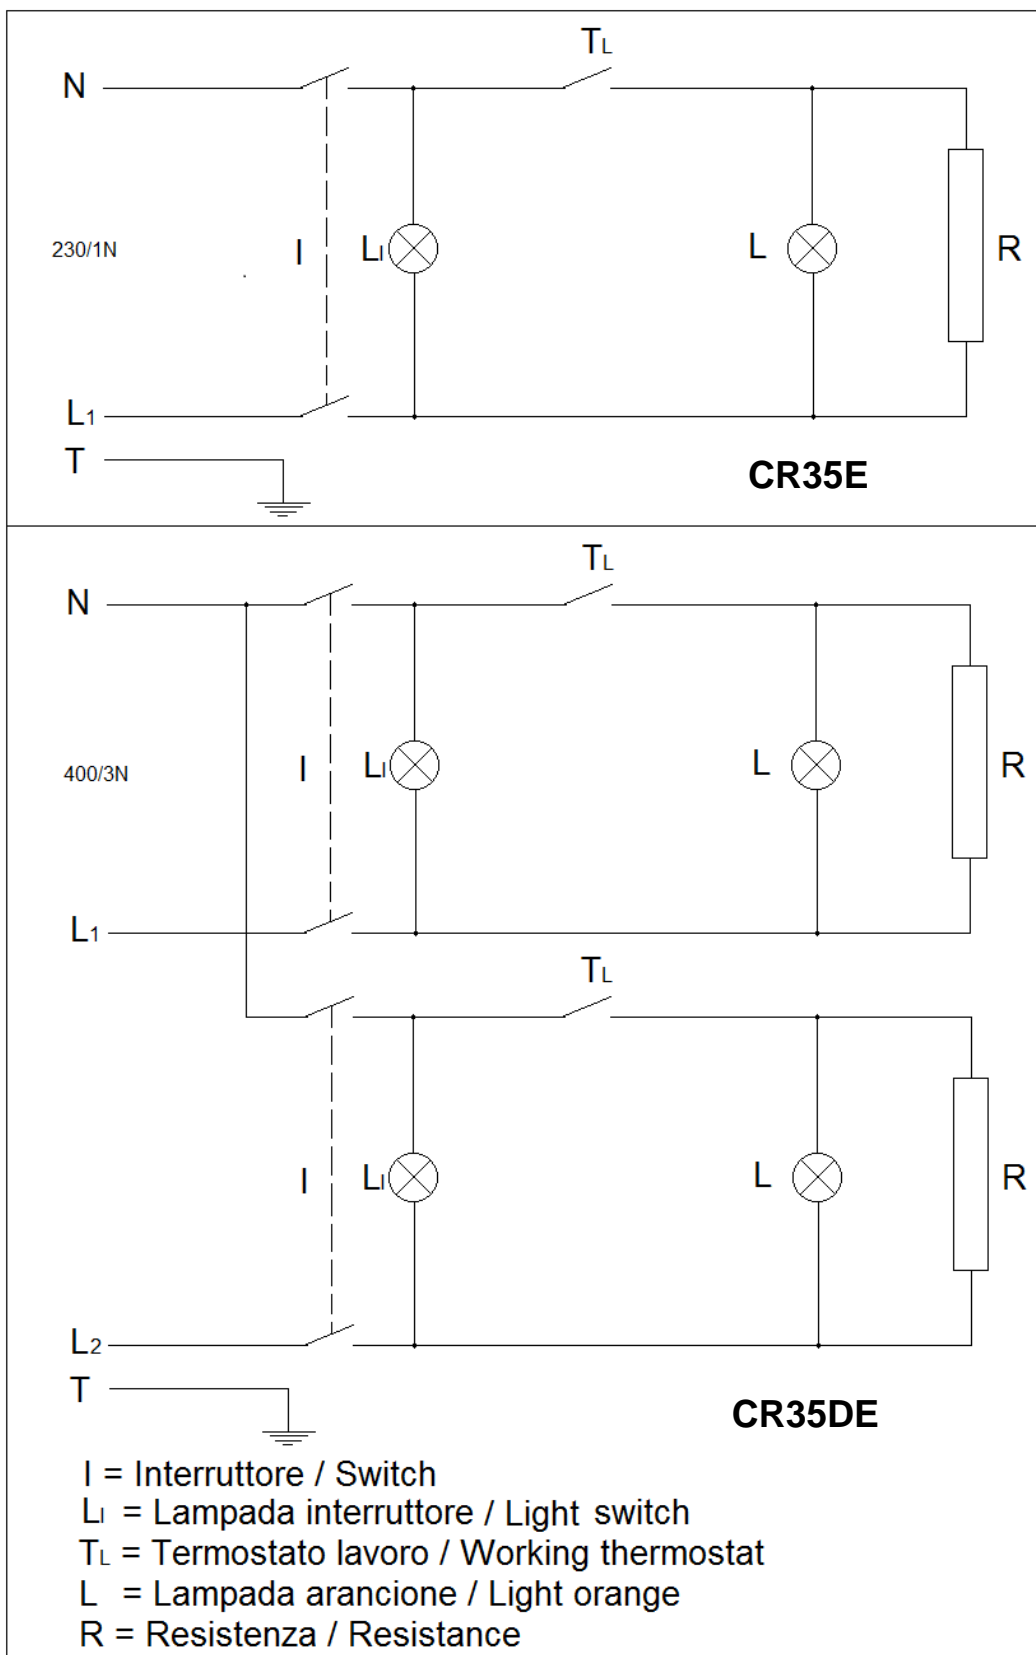 TL
N
230/1N
I
LI
L
R
L1
T
CR35E
TL
N
400/3N
I
LI
L
R
L1
TL
I
LI
L
R
L2
T
CR35DE
I = Interruttore / Switch
LI = Lampada interruttore / Light switch
TL = Termostato lavoro / Working thermostat
L = Lampada arancione / Light orange
R = Resistenza / Resistance